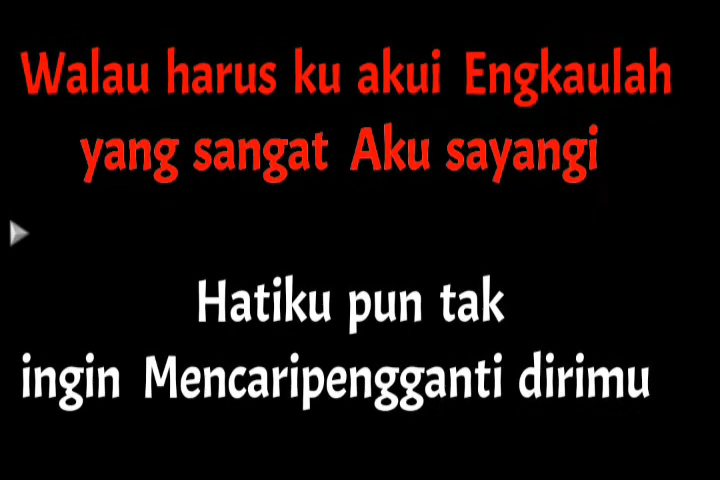 Walau harus ku akui Engkaulah
yang sangat Aku sayangi
Hatiku pun tak
ingin Mencaripengganti dirimu